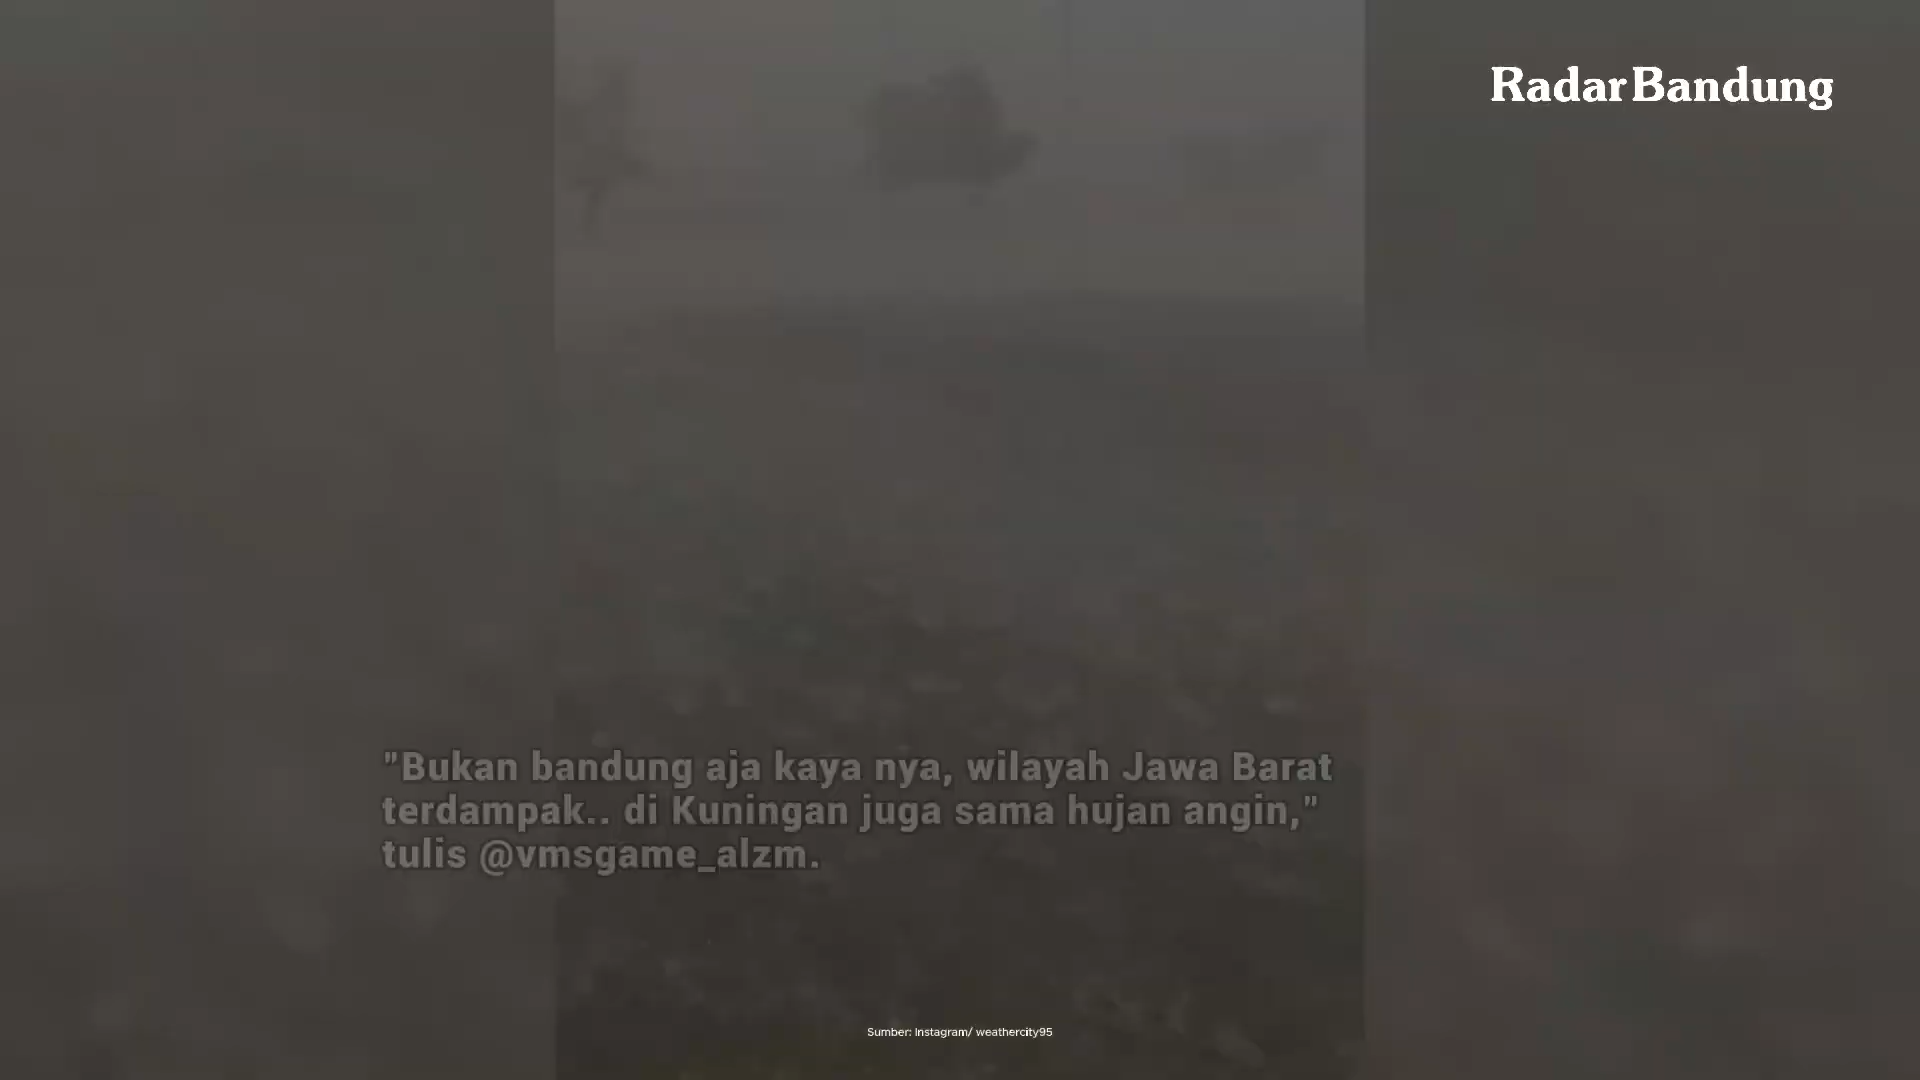 RadarBandung
"Bukan bandung aja kaya nya, wilayah Jawa Barat
terdampak.. di Kuningan juga sama hujan angin,"
tulis @vmsgame_alzm.
Sumber: Instagram/ weathercity95